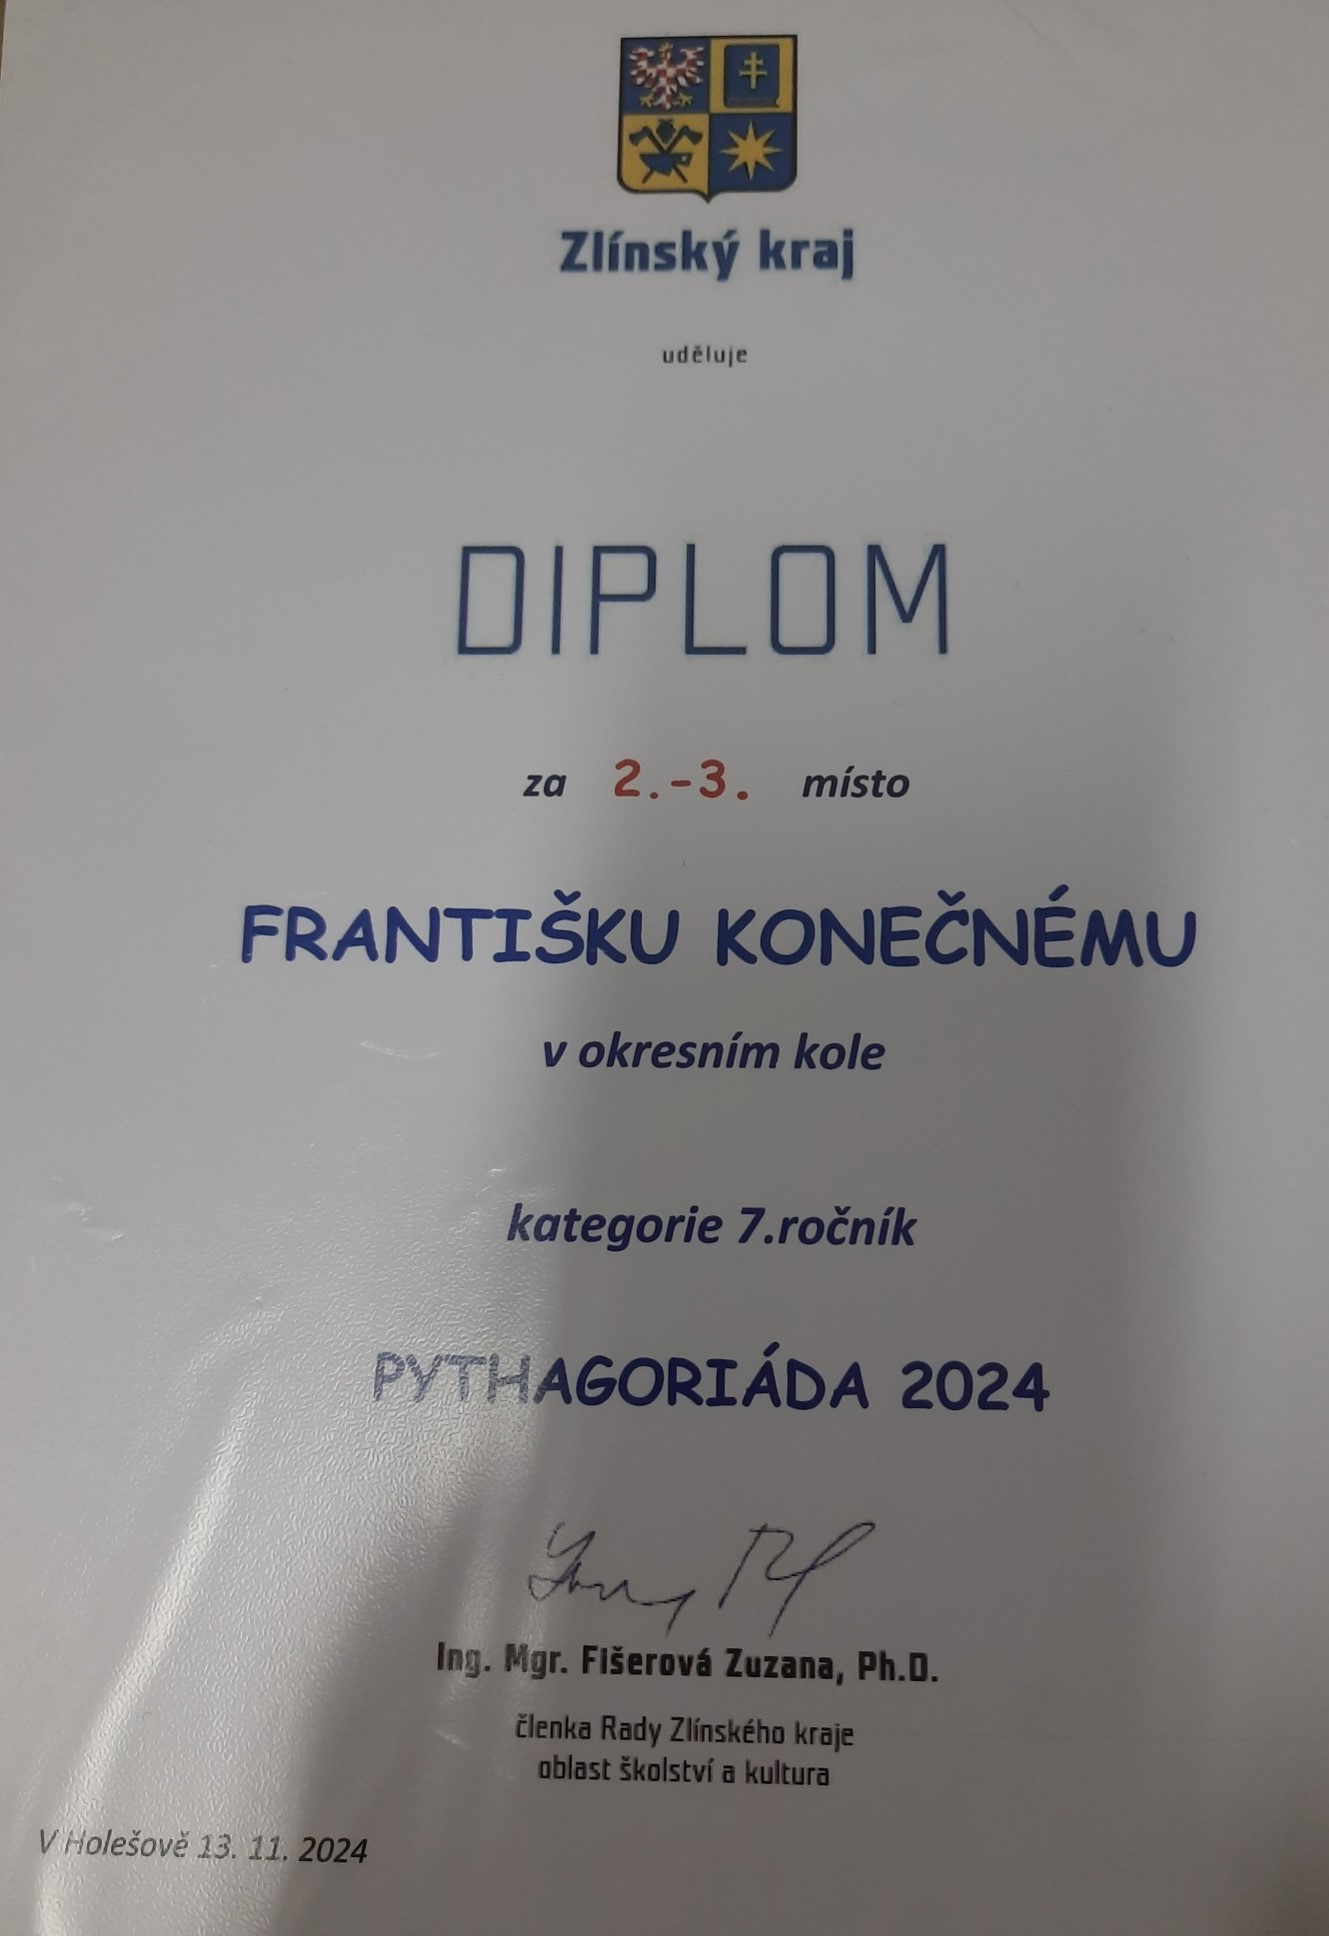 Zlínský kraj
uděluje
DIPLOM
za 2.-3. místo
FRANTIŠKU KONEČNÉMU
v okresním kole
kategorie 7.ročník
PYTHAGORIÁDA 2024
Ing. Mgr. Fišerová Zuzana, Ph.D.
členka Rady Zlínského kraje
oblast školství a kultura
V Holešově 13. 11. 2024